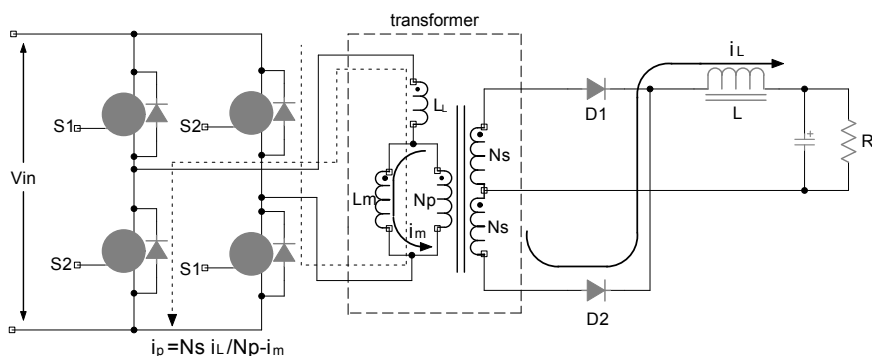 transformer
iL
S1
S2
LL
D1
L
R
Vin
Ns
Lm
Np
Ns
im
S2
S1
D2
ip=Ns iL/Np-im